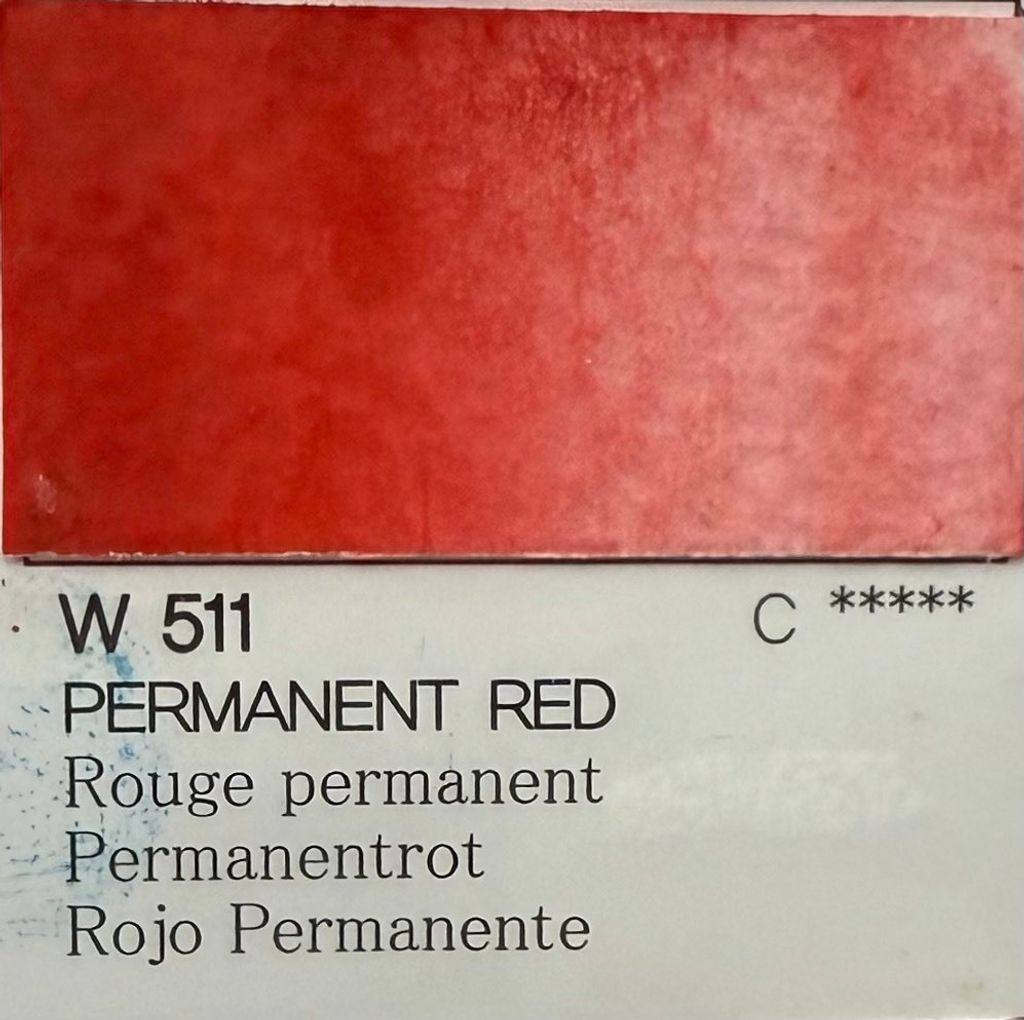 W 511 C *****
PERMANENT RED
Rouge permanent
Permanentrot
Rojo Permanente